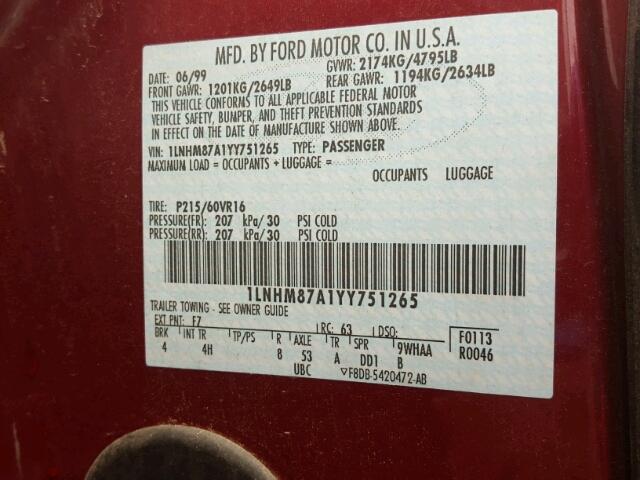 MFD. BY FORD MOTOR CO. IN U.S.A.
DATE: 06/99 GVWR: 2174KG/4795LB
FRONT GAWR: 1201KG/2649LB REAR GAWR: 1194KG/2634LB
THIS VEHICLE CONFORMS TO ALL APPLICABLE FEDERAL MOTOR
VEHICLE SAFETY, BUMPER, AND THEFT PREVENTION STANDARDS
IN EFFECT ON THE DATE OF MANUFACTURE SHOWN ABOVE.
VIN: 1LNHM87A1YY751265 TYPE: PASSENGER
MAXIMUM LOAD = OCCUPANTS + LUGGAGE =
OCCUPANTS LUGGAGE
TIRE: P215/60VR16
PRESSURE(FR) 207 kPa/30 PSI COLD
PRESSURE(RR) 207 kPa/30 PSI COLD
1LNHM87A1YY751265
TRAILER TOWING - SEE OWNER GUIDE
EXT PNT: F7 RC: 63 DSO: F0113
BRK INT TR TP/PS R AXLE TR SPR 9WHAA R0046
4 4H 8 53 A DD1 B
UBC ▽F8DB-5420472-AB